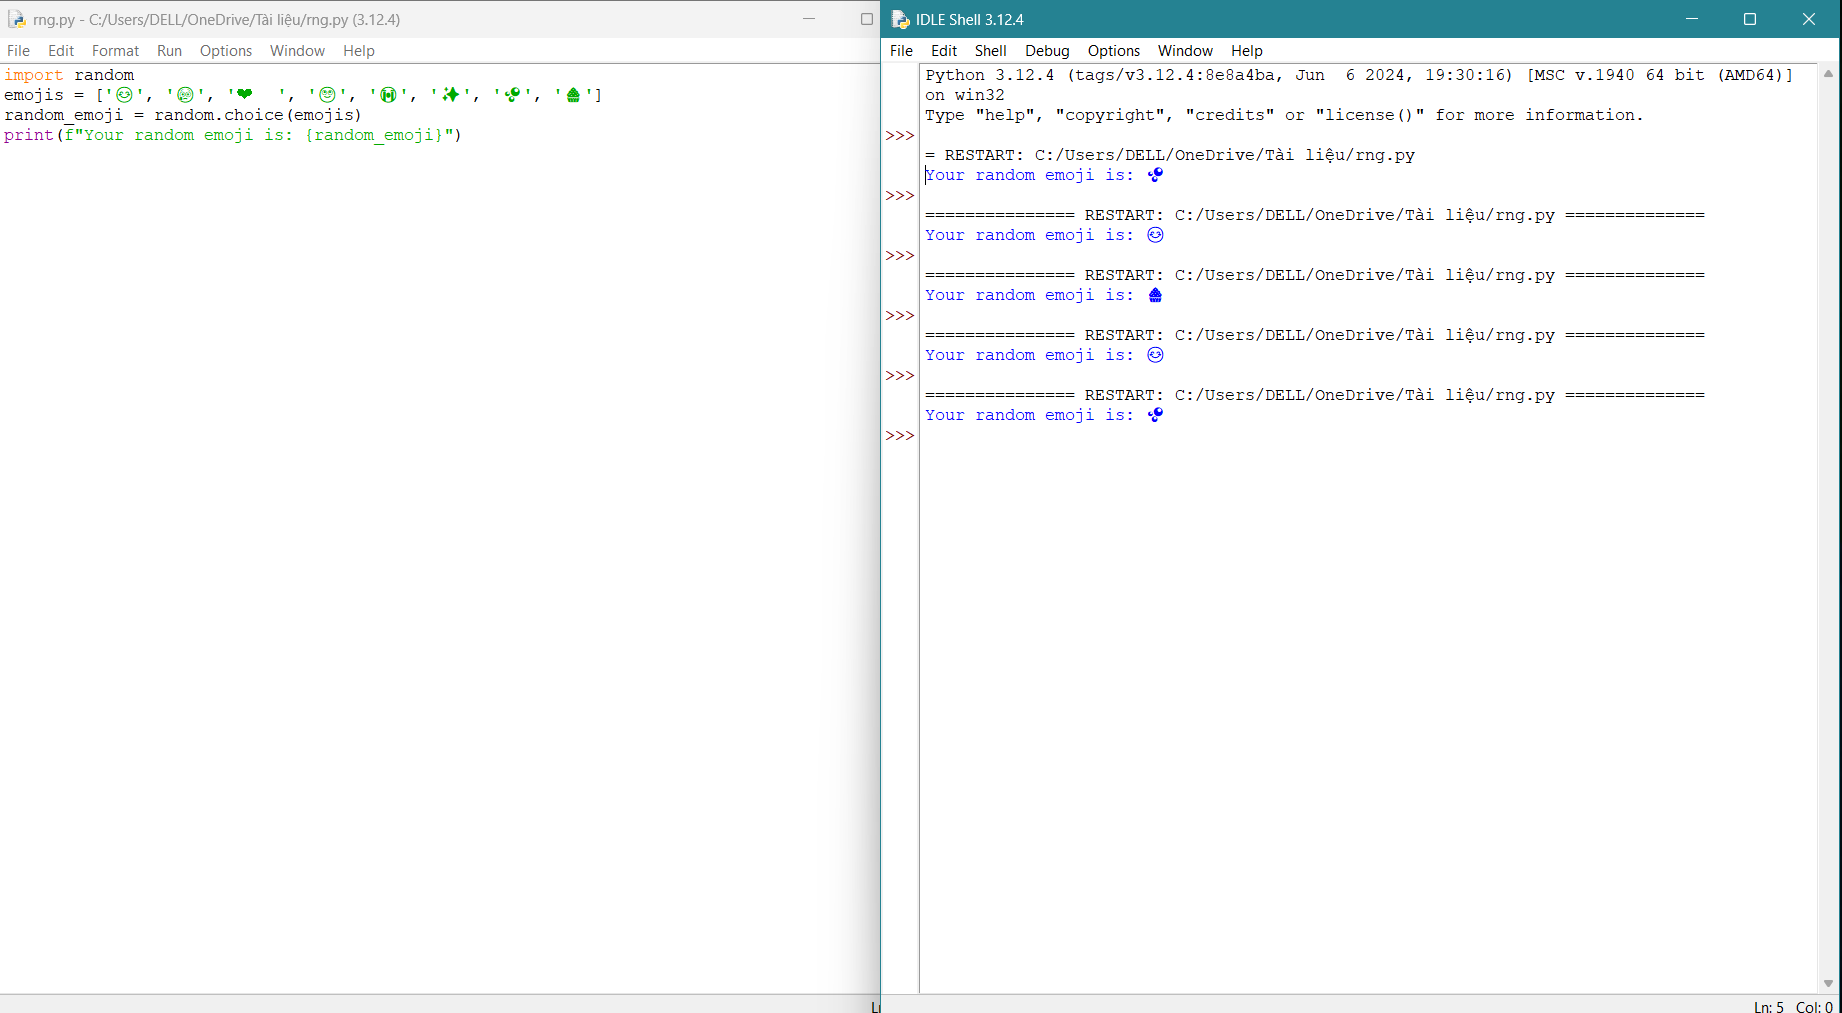 rng.py - C:/Users/DELL/OneDrive/Tài liệu/rng.py (3.12.4)
File Edit Format Run Options Window Help
import random
emojis = ['😊', '', '❤️', '', '😭', '✨', '🫧', '🧁']
random_emoji = random.choice(emojis)
print(f"Your random emoji is: {random_emoji}")
IDLE Shell 3.12.4
File Edit Shell Debug Options Window Help
Python 3.12.4 (tags/v3.12.4:8e8a4ba, Jun  6 2024, 19:30:16) [MSC v.1940 64 bit (AMD64)]
on win32
Type "help", "copyright", "credits" or "license()" for more information.
>>>
= RESTART: C:/Users/DELL/OneDrive/Tài liệu/rng.py
Your random emoji is: 🫧
>>>
=============== RESTART: C:/Users/DELL/OneDrive/Tài liệu/rng.py ==============
Your random emoji is: 😊
>>>
=============== RESTART: C:/Users/DELL/OneDrive/Tài liệu/rng.py ==============
Your random emoji is: 🧁
>>>
=============== RESTART: C:/Users/DELL/OneDrive/Tài liệu/rng.py ==============
Your random emoji is: 😊
>>>
=============== RESTART: C:/Users/DELL/OneDrive/Tài liệu/rng.py ==============
Your random emoji is: 🫧
>>>
Ln: 5 Col: 0